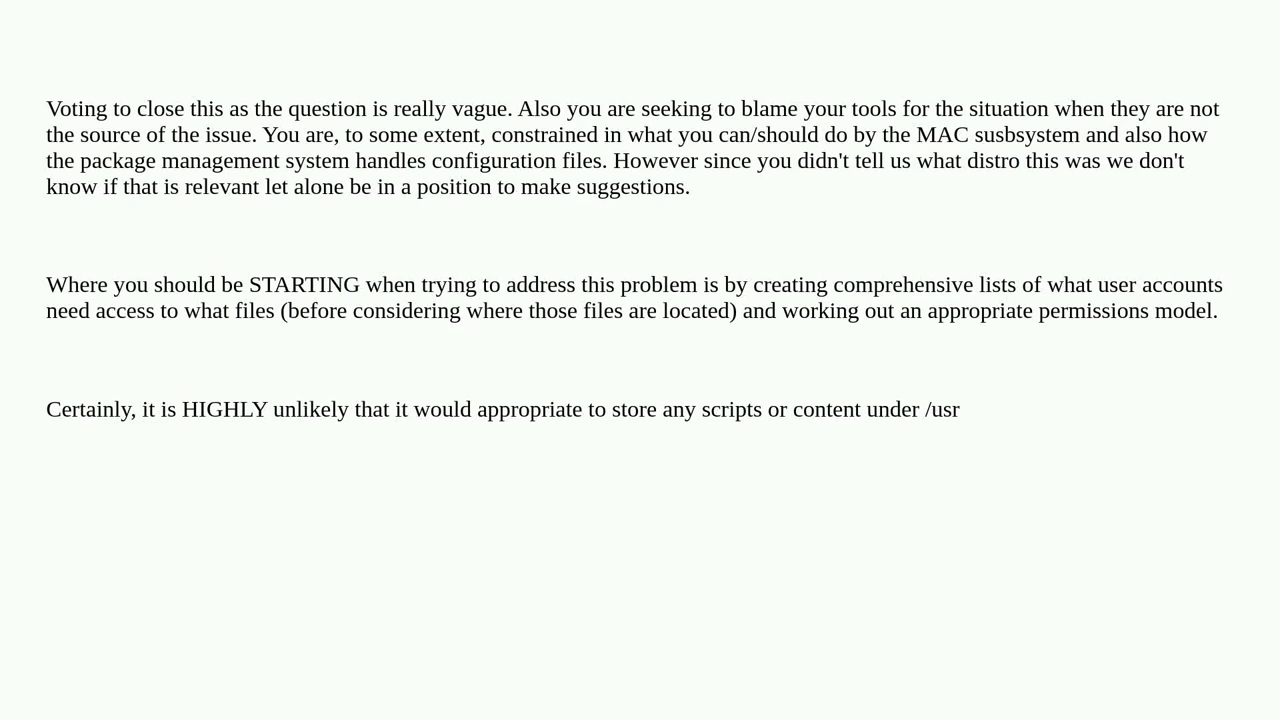 Voting to close this as the question is really vague. Also you are seeking to blame your tools for the situation when they are not
the source of the issue. You are, to some extent, constrained in what you can/should do by the MAC susbsystem and also how
the package management system handles configuration files. However since you didn't tell us what distro this was we don't
know if that is relevant let alone be in a position to make suggestions.
Where you should be STARTING when trying to address this problem is by creating comprehensive lists of what user accounts
need access to what files (before considering where those files are located) and working out an appropriate permissions model.
Certainly, it is HIGHLY unlikely that it would appropriate to store any scripts or content under /usr